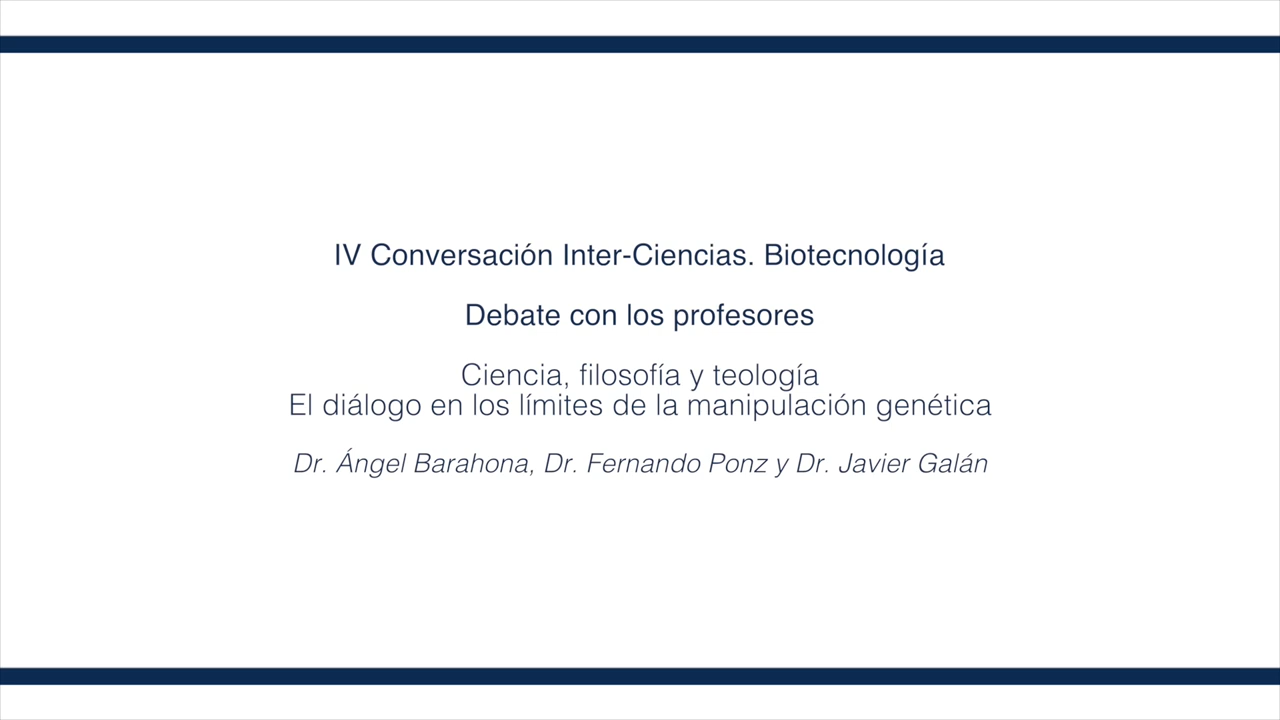 IV Conversación Inter-Ciencias. Biotecnología
Debate con los profesores
Ciencia, filosofía y teología
El diálogo en los límites de la manipulación genética
Dr. Ángel Barahona, Dr. Fernando Ponz y Dr. Javier Galán